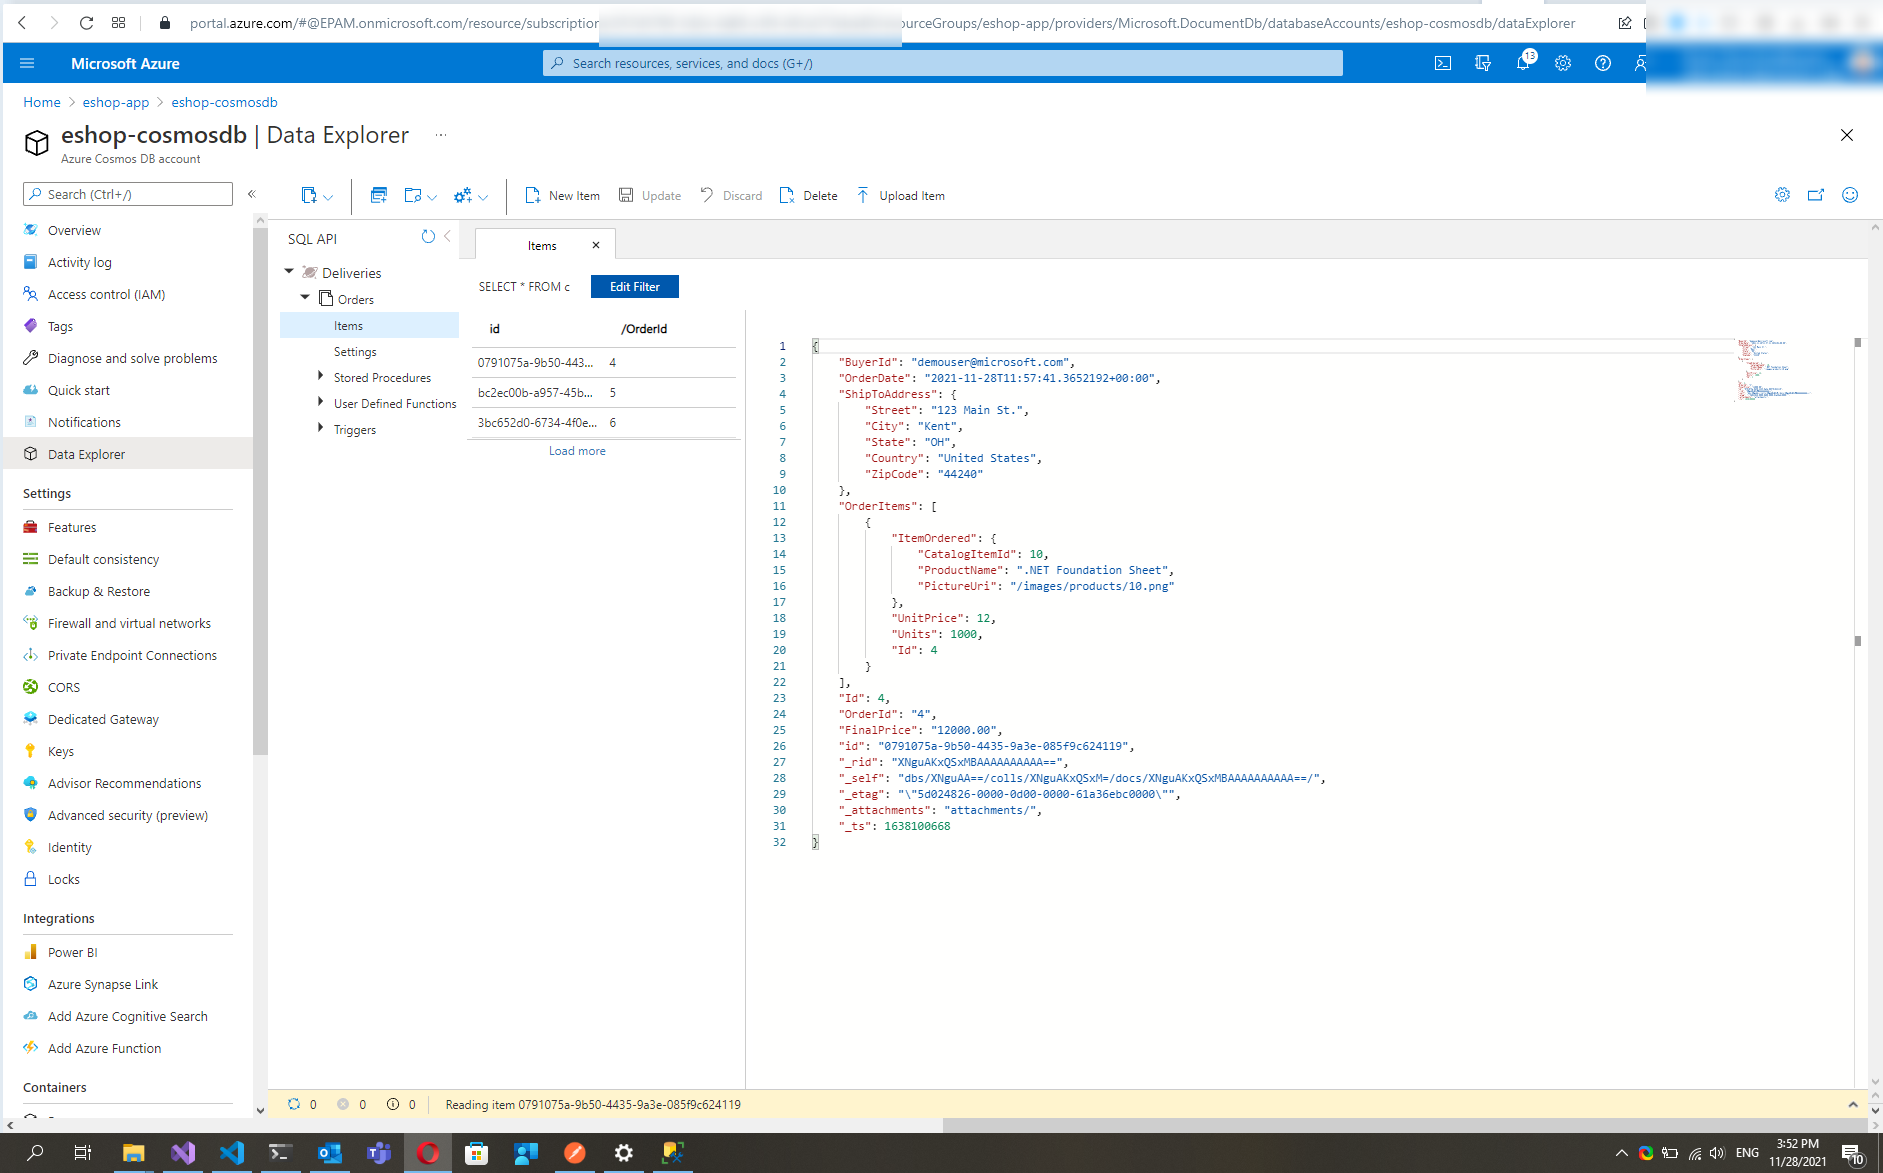 portal.azure.com/#@EPAM.onmicrosoft.com/resource/subscription ourceGroups/eshop-app/providers/Microsoft.DocumentDb/databaseAccounts/eshop-cosmosdb/dataExplorer
Microsoft Azure
Search resources, services, and docs (G+/)
13
Home > eshop-app > eshop-cosmosdb
eshop-cosmosdb | Data Explorer ...
Azure Cosmos DB account
Search (Ctrl+/)
New Item
Update
Discard
Delete
Upload Item
Overview
Activity log
Access control (IAM)
Tags
Diagnose and solve problems
Quick start
Notifications
Data Explorer
Settings
Features
Default consistency
Backup & Restore
Firewall and virtual networks
Private Endpoint Connections
CORS
Dedicated Gateway
Keys
Advisor Recommendations
Advanced security (preview)
Identity
Locks
Integrations
Power BI
Azure Synapse Link
Add Azure Cognitive Search
Add Azure Function
Containers
SQL API
Deliveries
Orders
Items
Settings
Stored Procedures
User Defined Functions
Triggers
Items
SELECT * FROM c
Edit Filter
id /OrderId
0791075a-9b50-443... 4
bc2ec00b-a957-45b... 5
3bc652d0-6734-4f0e... 6
Load more
1 {
2 "BuyerId": "demouser@microsoft.com",
3 "OrderDate": "2021-11-28T11:57:41.3652192+00:00",
4 "ShipToAddress": {
5 "Street": "123 Main St.",
6 "City": "Kent",
7 "State": "OH",
8 "Country": "United States",
9 "ZipCode": "44240"
10 },
11 "OrderItems": [
12 {
13 "ItemOrdered": {
14 "CatalogItemId": 10,
15 "ProductName": ".NET Foundation Sheet",
16 "PictureUri": "/images/products/10.png"
17 },
18 "UnitPrice": 12,
19 "Units": 1000,
20 "Id": 4
21 }
22 ],
23 "Id": 4,
24 "OrderId": "4",
25 "FinalPrice": "12000.00",
26 "id": "0791075a-9b50-4435-9a3e-085f9c624119",
27 "_rid": "XNguAKxQSxMBAAAAAAAAAA==",
28 "_self": "dbs/XNguAA==/colls/XNguAKxQSxM=/docs/XNguAKxQSxMBAAAAAAAAAA==/",
29 "_etag": "\"5d024826-0000-0d00-0000-61a36ebc0000\"",
30 "_attachments": "attachments/",
31 "_ts": 1638100668
32 }
0 0 0 Reading item 0791075a-9b50-4435-9a3e-085f9c624119
ENG
3:52 PM
11/28/2021
10